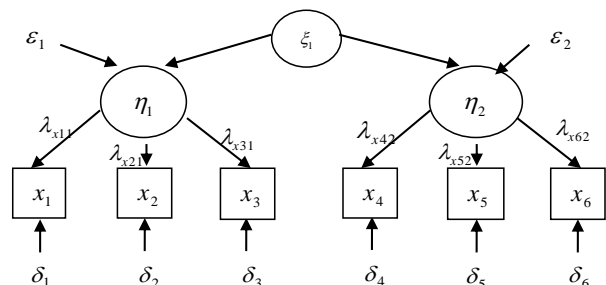 ε₁ ξ₁ ε₂
η₁ η₂
λₓ₁₁ λₓ₂₁ λₓ₃₁ λₓ₄₂ λₓ₅₂ λₓ₆₂
x₁ x₂ x₃ x₄ x₅ x₆
δ₁ δ₂ δ₃ δ₄ δ₅ δ₆